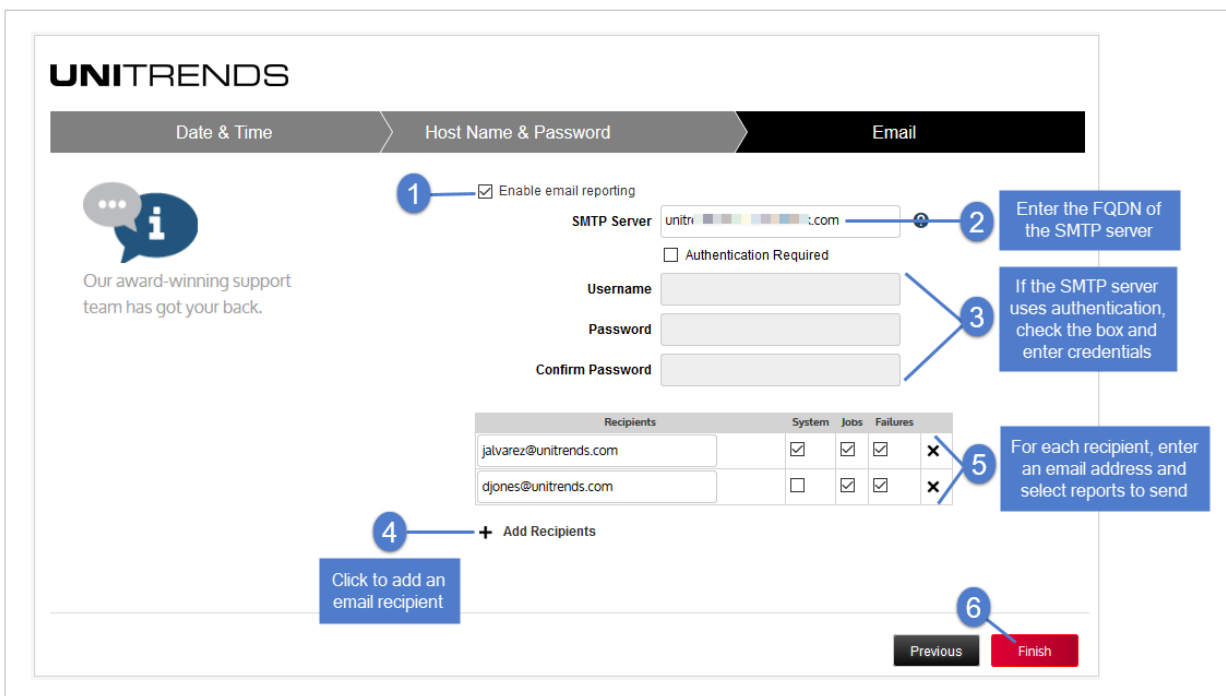 UNITRENDS
Date & Time
Host Name & Password
Email
1
Enable email reporting
SMTP Server
unitre
.com
2
Enter the FQDN of
the SMTP server
Authentication Required
i
Our award-winning support
team has got your back.
Username
Password
Confirm Password
3
If the SMTP server
uses authentication,
check the box and
enter credentials
Recipients
System
Jobs
Failures
jalvarez@unitrends.com
djones@unitrends.com
5
For each recipient, enter
an email address and
select reports to send
4
Add Recipients
Click to add an
email recipient
6
Previous
Finish